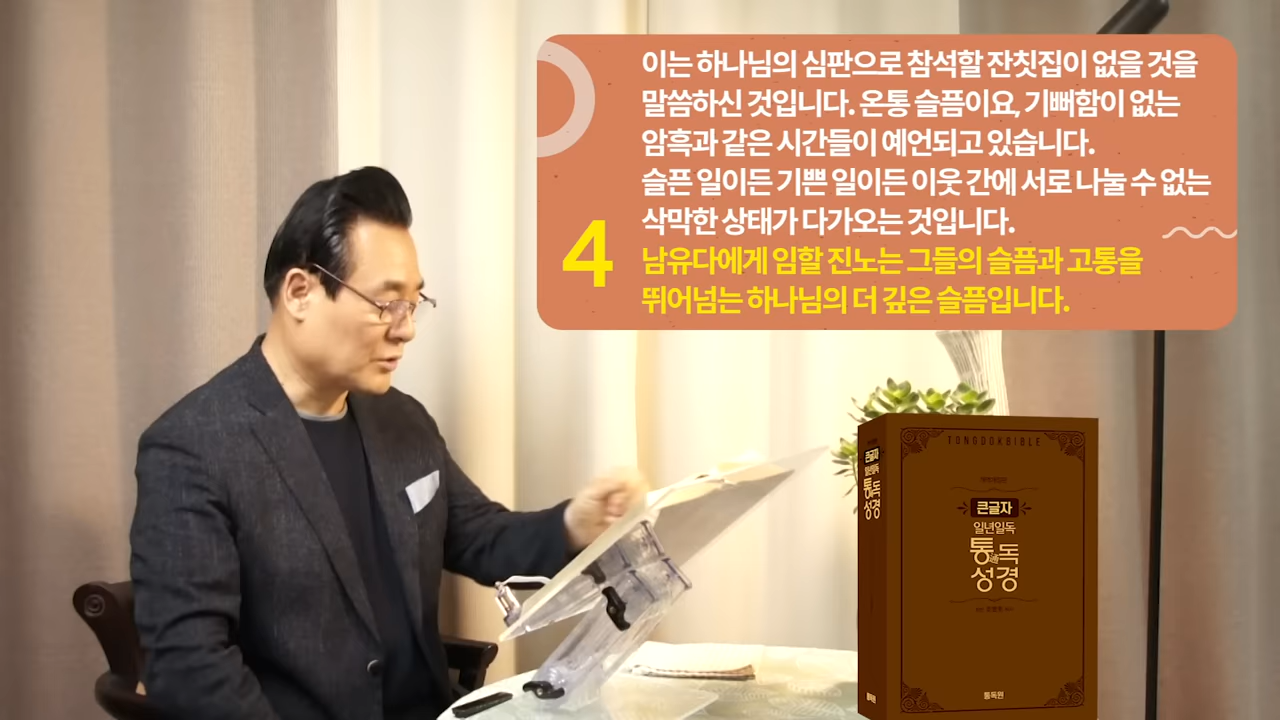 이는 하나님의 심판으로 참석할 잔칫집이 없을 것을
말씀하신 것입니다. 온통 슬픔이요, 기뻐함이 없는
암흑과 같은 시간들이 예언되고 있습니다.
슬픈 일이든 기쁜 일이든 이웃 간에 서로 나눌 수 없는
삭막한 상태가 다가오는 것입니다.
4
남유다에게 임할 진노는 그들의 슬픔과 고통을
뛰어넘는 하나님의 더 깊은 슬픔입니다.
TONGDOKBIBLE
큰글자
일년일독
통독
성경
통독원
큰글자
일년일독
통독
성경
통독원